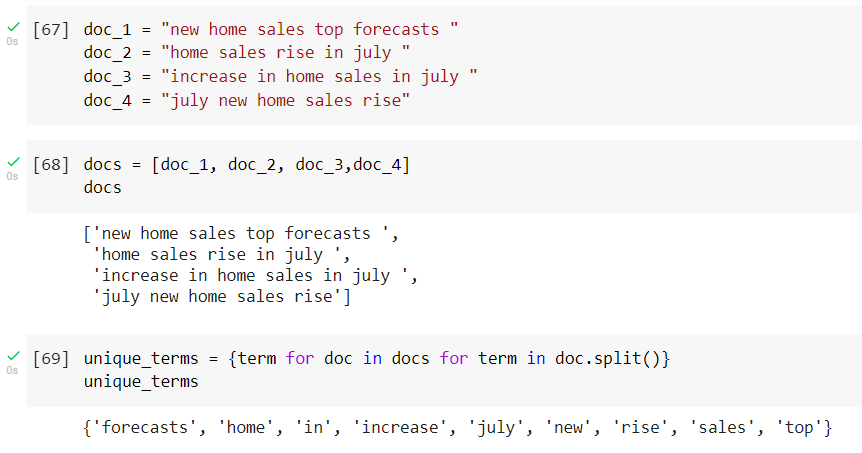 [67] doc_1 = "new home sales top forecasts "
doc_2 = "home sales rise in july "
doc_3 = "increase in home sales in july "
doc_4 = "july new home sales rise"
0s
[68] docs = [doc_1, doc_2, doc_3,doc_4]
docs
0s
['new home sales top forecasts ',
'home sales rise in july ',
'increase in home sales in july ',
'july new home sales rise']
[69] unique_terms = {term for doc in docs for term in doc.split()}
unique_terms
0s
{'forecasts', 'home', 'in', 'increase', 'july', 'new', 'rise', 'sales', 'top'}